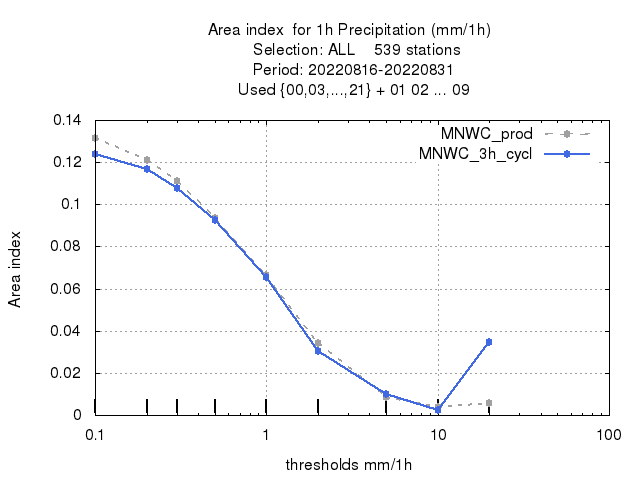 Area index  for 1h Precipitation (mm/1h)
Selection: ALL    539 stations
Period: 20220816-20220831
Used {00,03,...,21} + 01 02 ... 09
MNWC_prod
MNWC_3h_cycl
Area index
0.14
0.12
0.1
0.08
0.06
0.04
0.02
0
0.1 1 10 100
thresholds mm/1h